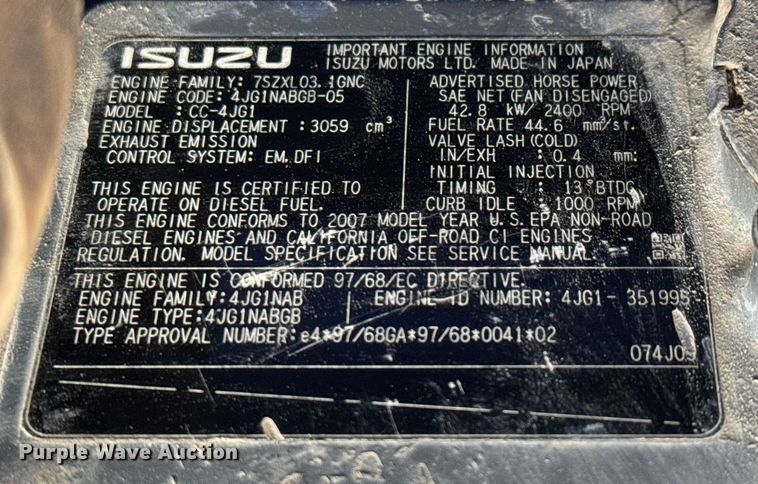 ISUZU
IMPORTANT ENGINE INFORMATION
ISUZU MOTORS LTD. MADE IN JAPAN
ENGINE FAMILY: 7SZXL03.1GNC
ENGINE CODE: 4JG1NABGB-05
MODEL : CC-4JG1
ENGINE DISPLACEMENT:3059 cm³
EXHAUST EMISSION
CONTROL SYSTEM: EM,DFI
THIS ENGINE IS CERTIFIED TO
OPERATE ON DIESEL FUEL.
ADVERTISED HORSE POWER
SAE NET(FAN DISENGAGED)
42.8 kW/2400 RPM
FUEL RATE 44.6 mm³/st.
VALVE LASH(COLD)
IN/EXH : 0.4 mm
INITIAL INJECTION
TIMING : 13°BTDC
CURB IDLE :1000 RPM
THIS ENGINE CONFORMS TO 2007 MODEL YEAR U.S.EPA NON-ROAD
DIESEL ENGINES AND CALIFORNIA OFF-ROAD CI ENGINES
REGULATION. MODEL SPECIFICATION SEE SERVICE MANUAL.
THIS ENGINE IS CONFORMED 97/68/EC DIRECTIVE.
ENGINE FAMILY:4JG1NAB
ENGINE-ID NUMBER: 4JG1- 351995
ENGINE TYPE:4JG1NABGB
TYPE APPROVAL NUMBER:e4*97/68GA*97/68*0041*02
Purple Wave Auction